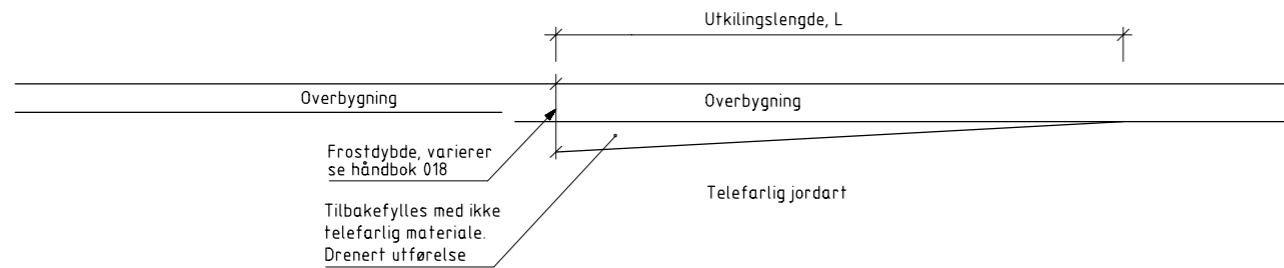 Utkilingslengde, L
Overbygning
Overbygning
Frostdybde, varierer
se håndbok 018
Telefarlig jordart
Tilbakefylles med ikke
telefarlig materiale.
Drenert utførelse